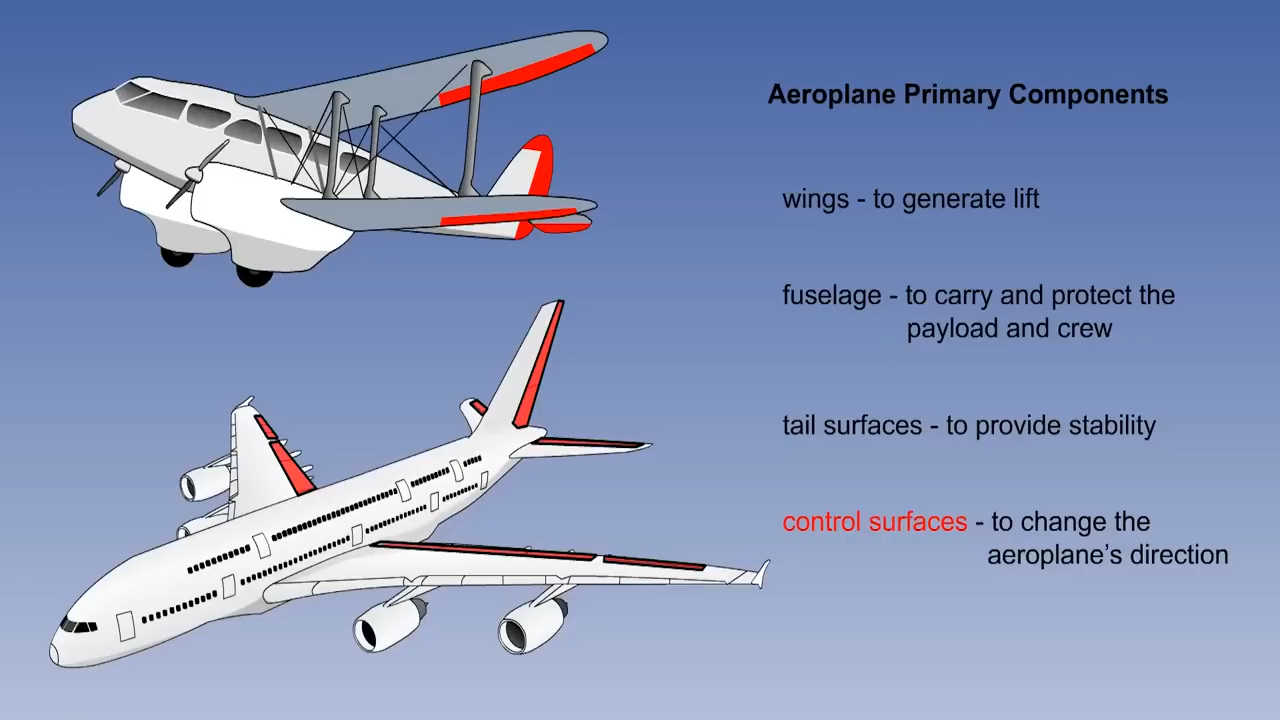 Aeroplane Primary Components
wings - to generate lift
fuselage - to carry and protect the
payload and crew
tail surfaces - to provide stability
control surfaces - to change the
aeroplane's direction